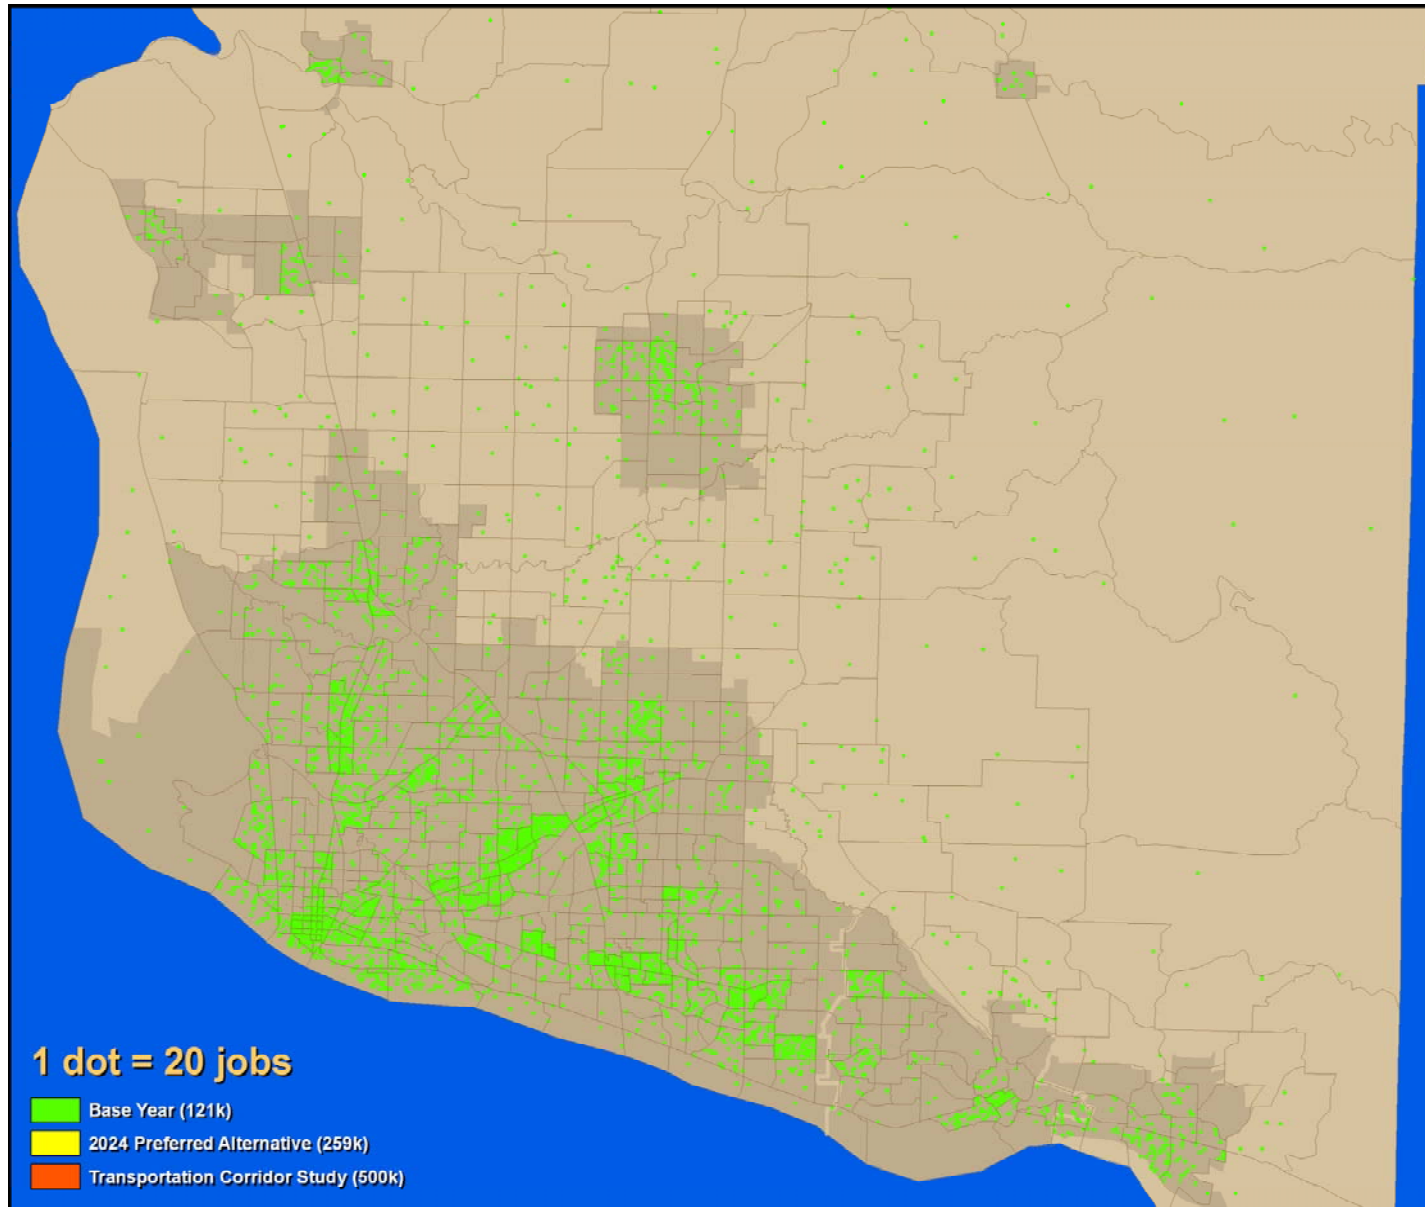 1 dot = 20 jobs
Base Year (121k)
2024 Preferred Alternative (259k)
Transportation Corridor Study (500k)